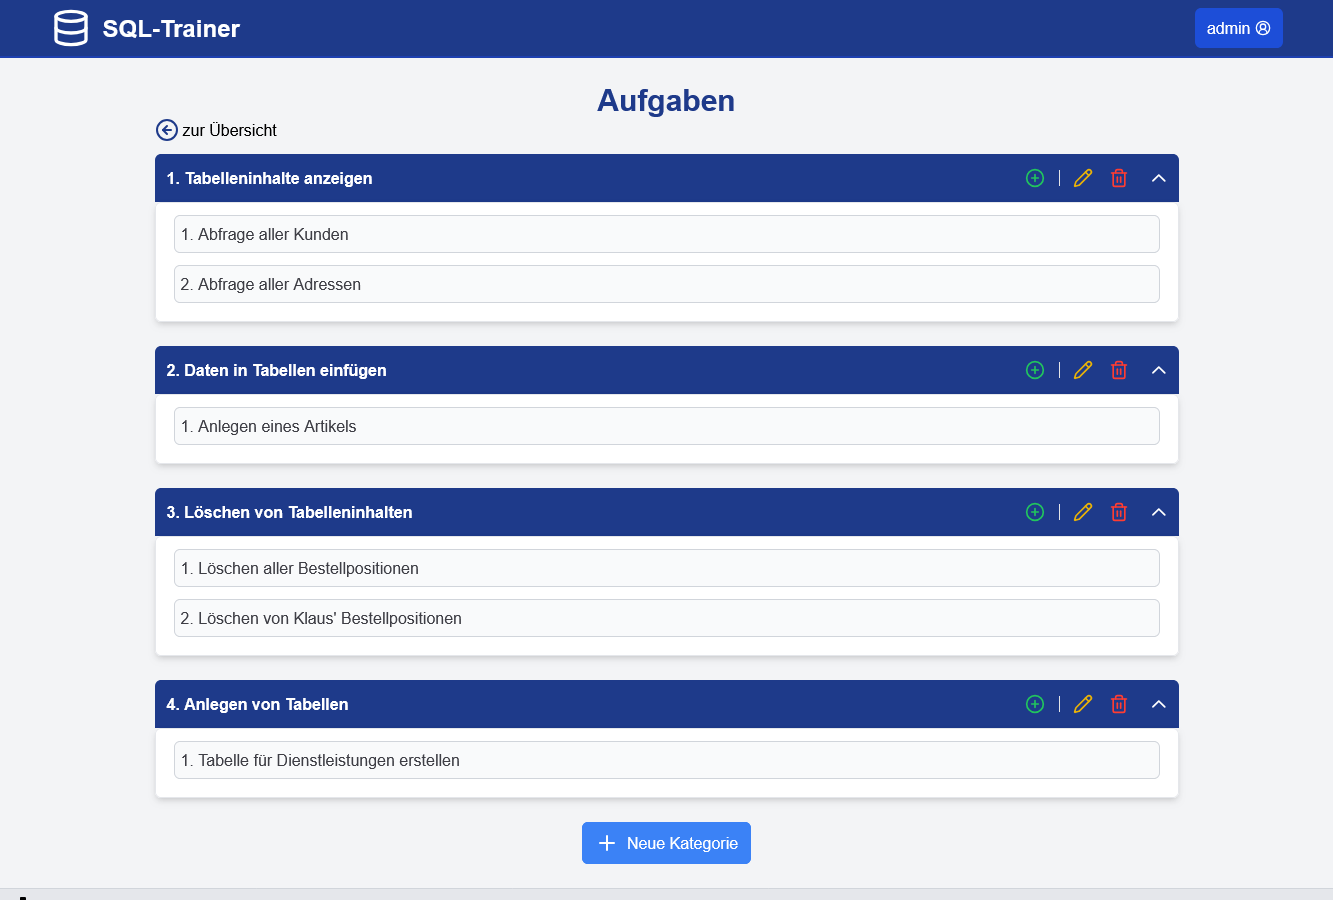 SQL-Trainer
admin
Aufgaben
zur Übersicht
1. Tabelleninhalte anzeigen
1. Abfrage aller Kunden
2. Abfrage aller Adressen
2. Daten in Tabellen einfügen
1. Anlegen eines Artikels
3. Löschen von Tabelleninhalten
1. Löschen aller Bestellpositionen
2. Löschen von Klaus' Bestellpositionen
4. Anlegen von Tabellen
1. Tabelle für Dienstleistungen erstellen
Neue Kategorie